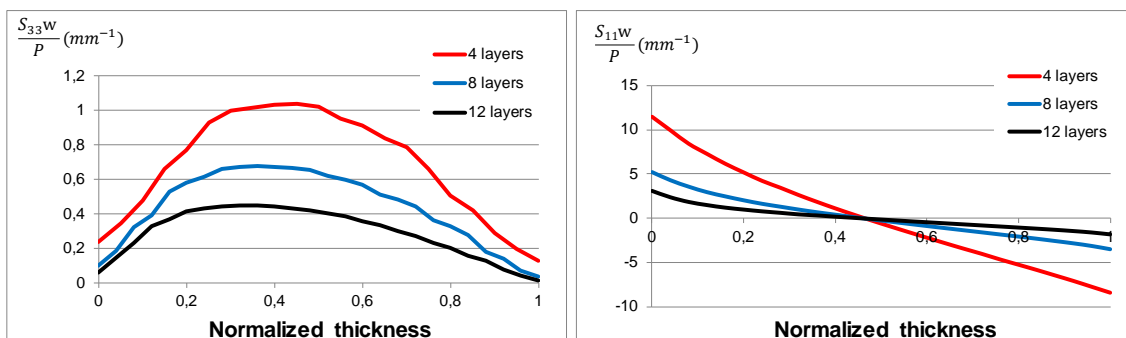 S₃₃w
P (mm⁻¹)
4 layers
8 layers
12 layers
1,2
1
0,8
0,6
0,4
0,2
0
0 0,2 0,4 0,6 0,8 1
Normalized thickness
S₁₁w
P (mm⁻¹)
4 layers
8 layers
12 layers
15
10
5
0
-5
-10
0 0,2 0,4 0,6 0,8 1
Normalized thickness